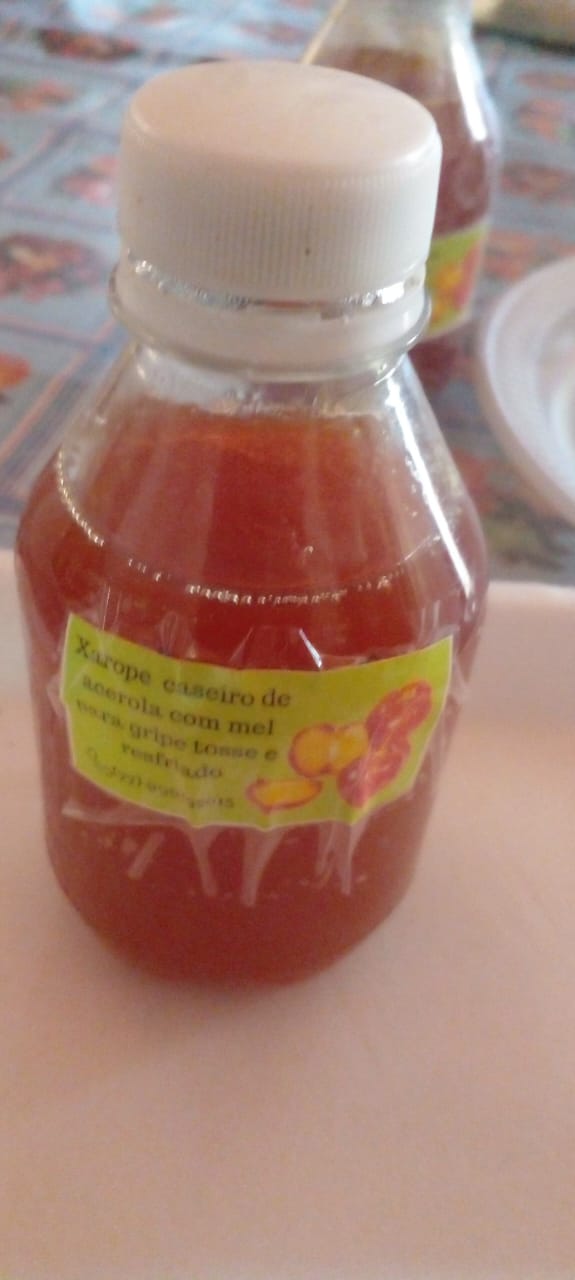 Xarope caseiro de
acerola com mel
para gripe tosse e
resfriado